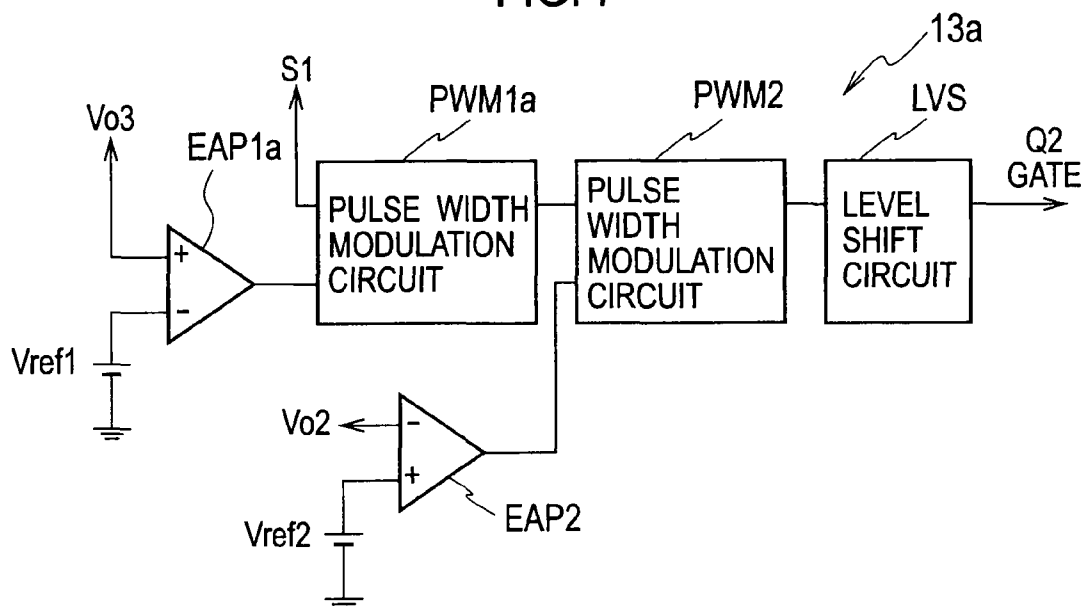 13a
S1
PWM1a
PWM2
LVS
Vo3
EAP1a
Q2
GATE
PULSE WIDTH
MODULATION
CIRCUIT
PULSE
WIDTH
MODULATION
CIRCUIT
LEVEL
SHIFT
CIRCUIT
+
-
Vref1
Vo2
-
+
EAP2
Vref2